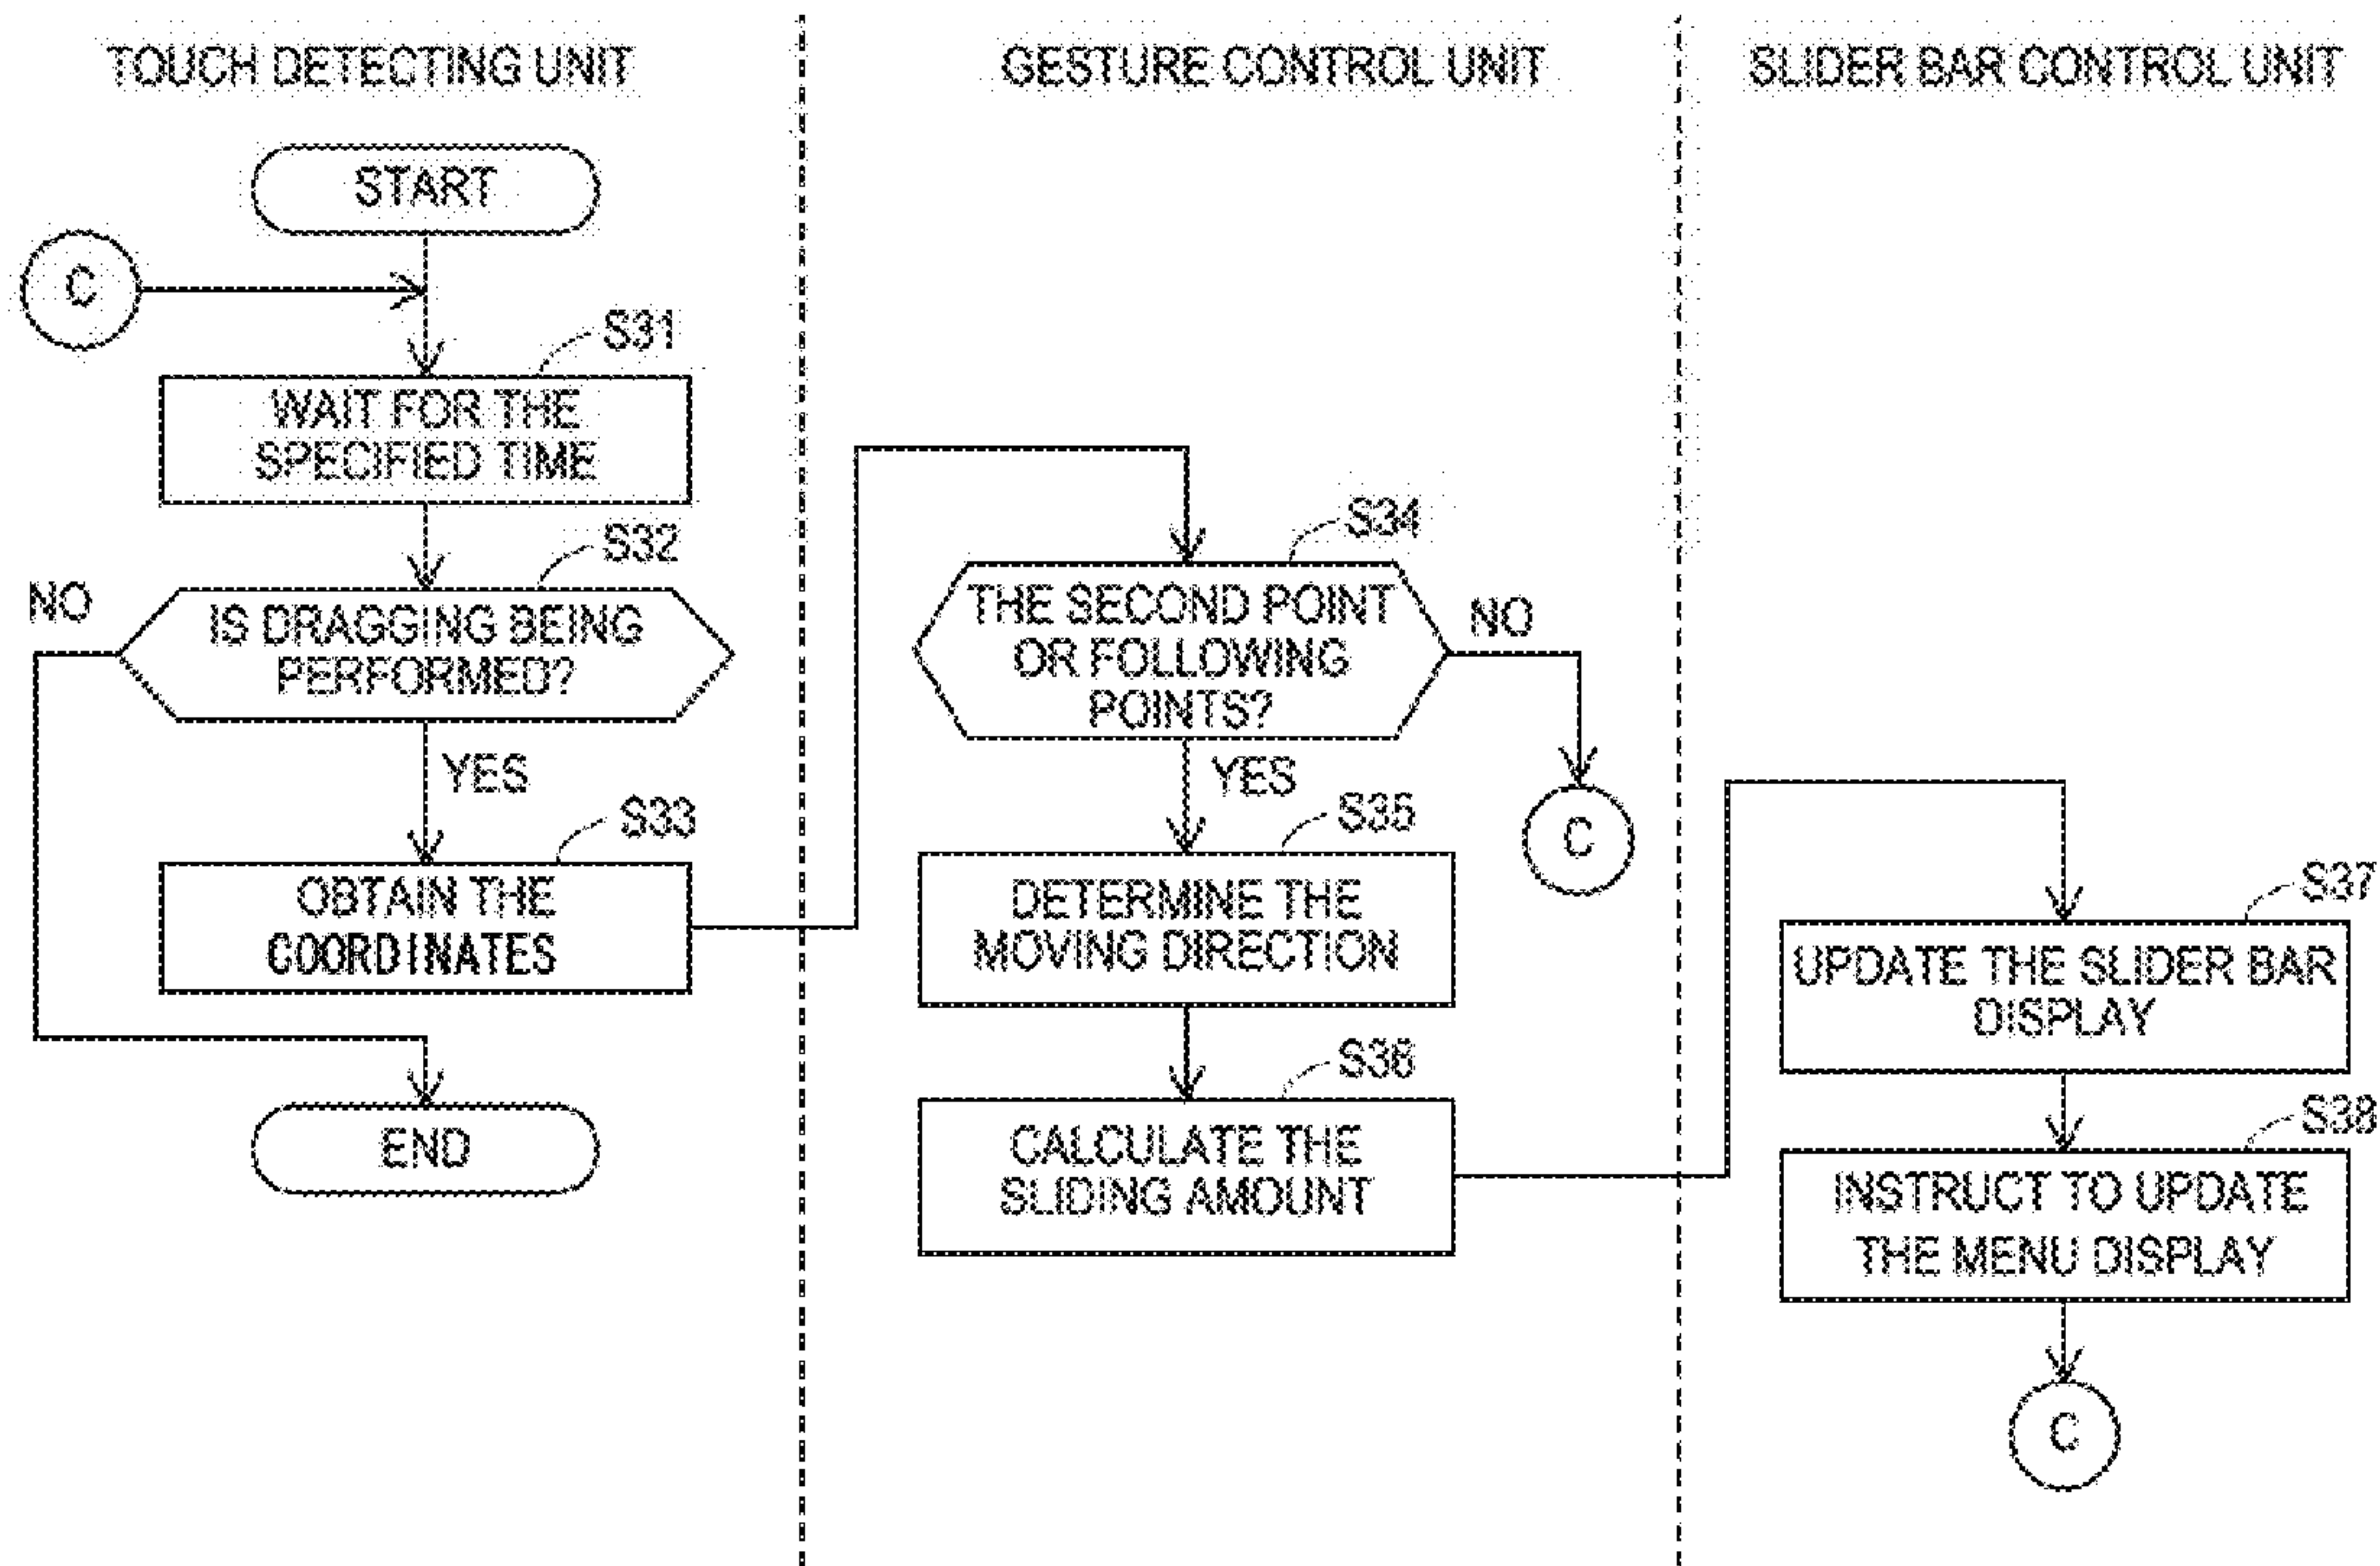 TOUCH DETECTING UNIT
START
C
S31
WAIT FOR THE
SPECIFIED TIME
S32
NO
IS DRAGGING BEING
PERFORMED?
YES
S33
OBTAIN THE
COORDINATES
END
GESTURE CONTROL UNIT
S34
THE SECOND POINT
OR FOLLOWING
POINTS?
NO
YES
C
S35
DETERMINE THE
MOVING DIRECTION
S36
CALCULATE THE
SLIDING AMOUNT
SLIDER BAR CONTROL UNIT
S37
UPDATE THE SLIDER BAR
DISPLAY
S38
INSTRUCT TO UPDATE
THE MENU DISPLAY
C